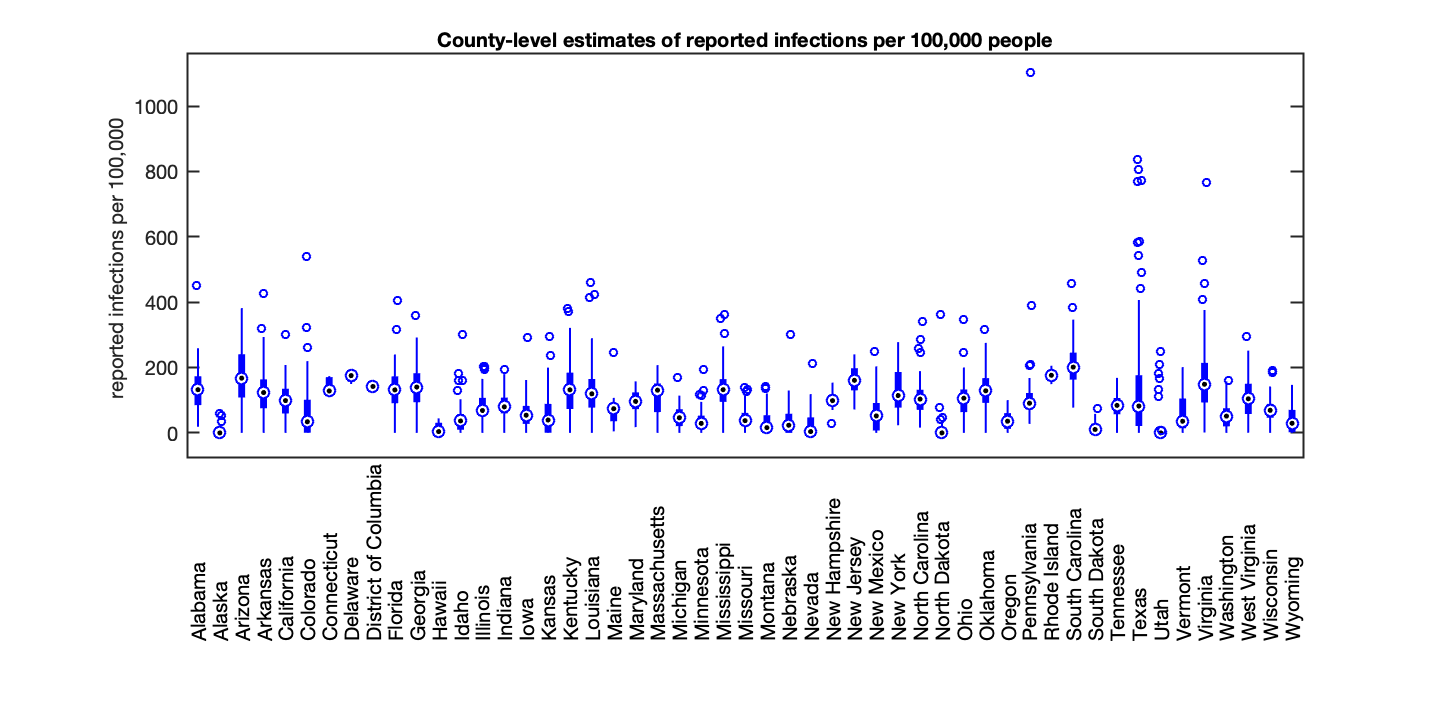 County-level estimates of reported infections per 100,000 people
reported infections per 100,000
1000
800
600
400
200
0
Alabama
Alaska
Arizona
Arkansas
California
Colorado
Connecticut
Delaware
District of Columbia
Florida
Georgia
Hawaii
Idaho
Illinois
Indiana
Iowa
Kansas
Kentucky
Louisiana
Maine
Maryland
Massachusetts
Michigan
Minnesota
Mississippi
Missouri
Montana
Nebraska
Nevada
New Hampshire
New Jersey
New Mexico
New York
North Carolina
North Dakota
Ohio
Oklahoma
Oregon
Pennsylvania
Rhode Island
South Carolina
South Dakota
Tennessee
Texas
Utah
Vermont
Virginia
Washington
West Virginia
Wisconsin
Wyoming